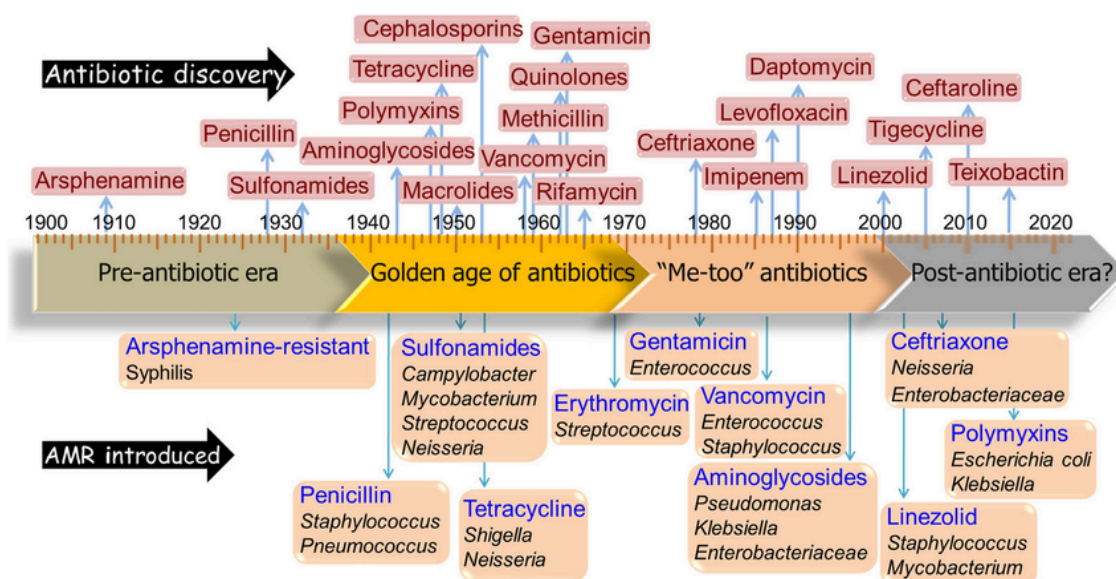 Antibiotic discovery
Cephalosporins
Gentamicin
Tetracycline
Quinolones
Daptomycin
Polymyxins
Methicillin
Levofloxacin
Ceftaroline
Penicillin
Aminoglycosides
Vancomycin
Ceftriaxone
Tigecycline
Arsphenamine
Sulfonamides
Macrolides
Rifamycin
Imipenem
Linezolid
Teixobactin
1900 1910 1920 1930 1940 1950 1960 1970 1980 1990 2000 2010 2020
Pre-antibiotic era
Golden age of antibiotics
“Me-too” antibiotics
Post-antibiotic era?
AMR introduced
Arsphenamine-resistant
Syphilis
Penicillin
Staphylococcus
Pneumococcus
Sulfonamides
Campylobacter
Mycobacterium
Streptococcus
Neisseria
Tetracycline
Shigella
Neisseria
Erythromycin
Streptococcus
Gentamicin
Enterococcus
Vancomycin
Enterococcus
Staphylococcus
Aminoglycosides
Pseudomonas
Klebsiella
Enterobacteriaceae
Ceftriaxone
Neisseria
Enterobacteriaceae
Linezolid
Staphylococcus
Mycobacterium
Polymyxins
Escherichia coli
Klebsiella